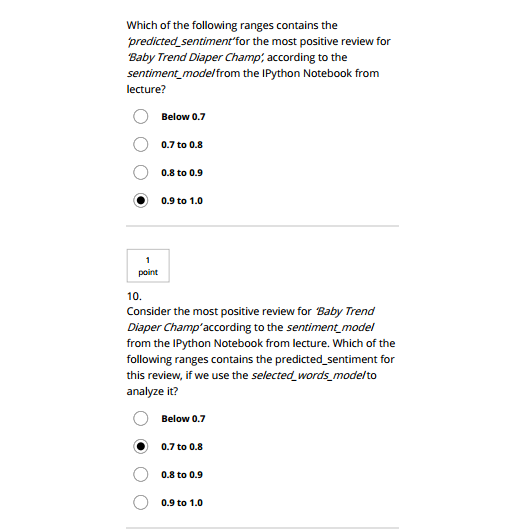 Which of the following ranges contains the
'predicted_sentiment' for the most positive review for
'Baby Trend Diaper Champ', according to the
sentiment_model from the IPython Notebook from
lecture?
Below 0.7
0.7 to 0.8
0.8 to 0.9
0.9 to 1.0
1
point
10.
Consider the most positive review for 'Baby Trend
Diaper Champ' according to the sentiment_model
from the IPython Notebook from lecture. Which of the
following ranges contains the predicted_sentiment for
this review, if we use the selected_words_model to
analyze it?
Below 0.7
0.7 to 0.8
0.8 to 0.9
0.9 to 1.0